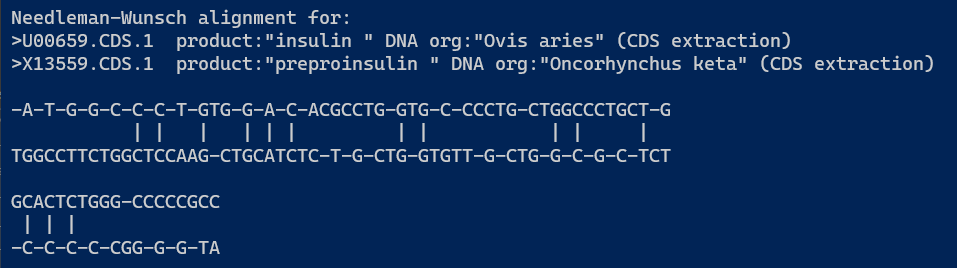 Needleman-Wunsch alignment for:
>U00659.CDS.1  product:"insulin " DNA org:"Ovis aries" (CDS extraction)
>X13559.CDS.1  product:"preproinsulin " DNA org:"Oncorhynchus keta" (CDS extraction)
-A-T-G-G-C-C-C-T-GTG-G-A-C-ACGCCTG-GTG-C-CCCTG-CTGGCCCTGCT-G
           | |   |   | | |         | |           | |     |
TGGCCTTCTGGCTCCAAG-CTGCATCTC-T-G-CTG-GTGTT-G-CTG-G-C-G-C-TCT
GCACTCTGGG-CCCCCGCC
 | | |
-C-C-C-C-CGG-G-G-TA